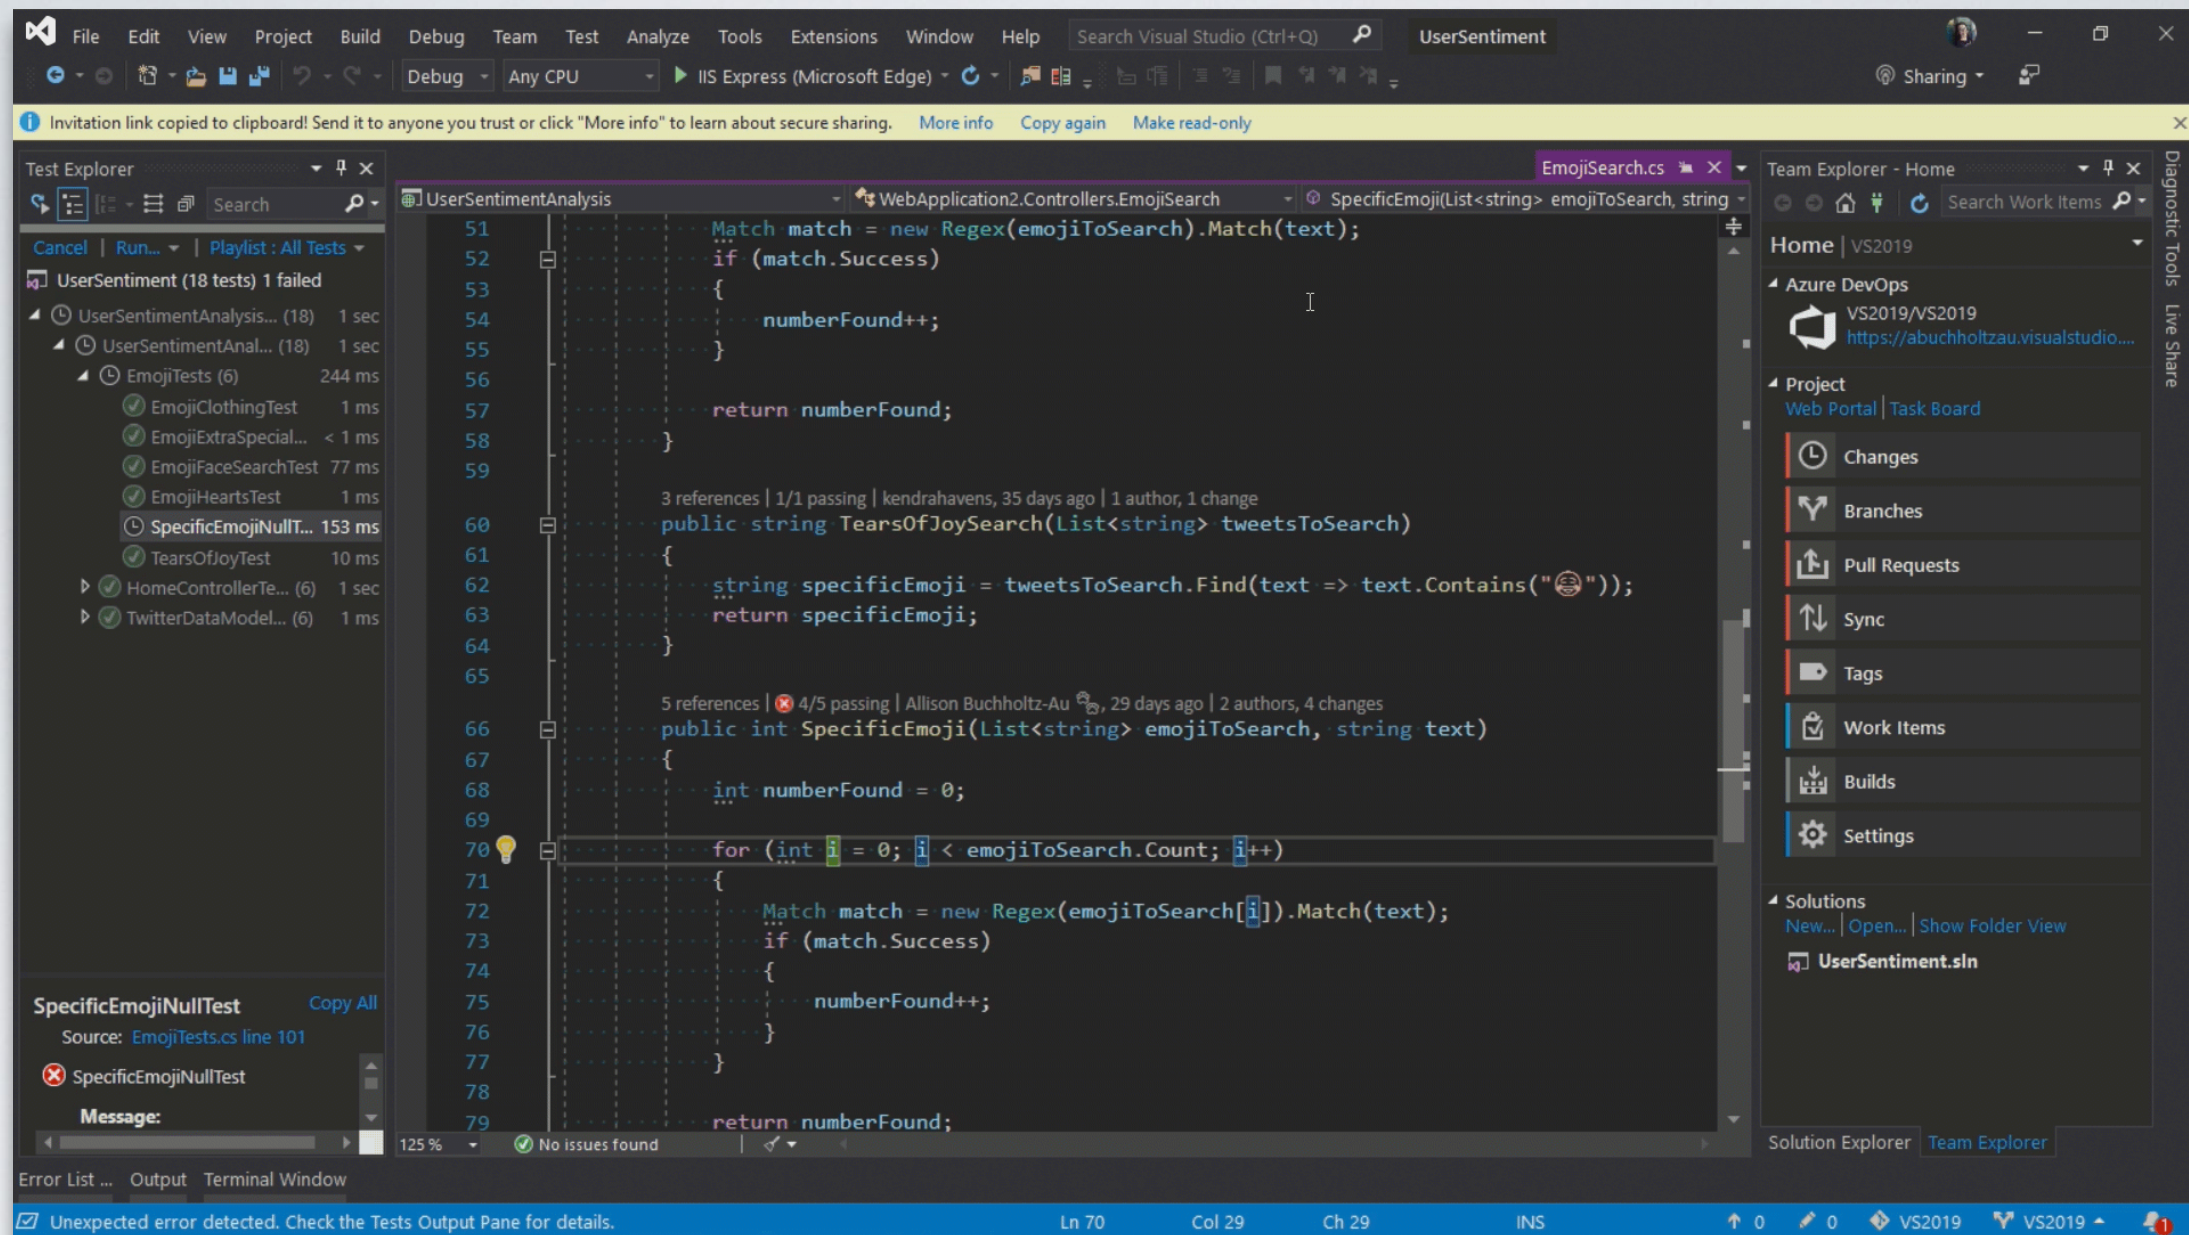 File Edit View Project Build Debug Team Test Analyze Tools Extensions Window Help Search Visual Studio (Ctrl+Q) UserSentiment
Debug Any CPU IIS Express (Microsoft Edge) Sharing
Invitation link copied to clipboard! Send it to anyone you trust or click "More info" to learn about secure sharing. More info Copy again Make read-only
Test Explorer
Search
Cancel | Run... | Playlist : All Tests
UserSentiment (18 tests) 1 failed
UserSentimentAnalysis... (18) 1 sec
UserSentimentAnal... (18) 1 sec
EmojiTests (6) 244 ms
EmojiClothingTest 1 ms
EmojiExtraSpecial... < 1 ms
EmojiFaceSearchTest 77 ms
EmojiHeartsTest 1 ms
SpecificEmojiNullT... 153 ms
TearsOfJoyTest 10 ms
HomeControllerTe... (6) 1 sec
TwitterDataModel... (6) 1 ms
SpecificEmojiNullTest Copy All
Source: EmojiTests.cs line 101
SpecificEmojiNullTest
Message:
EmojiSearch.cs
UserSentimentAnalysis WebApplication2.Controllers.EmojiSearch SpecificEmoji(List<string> emojiToSearch, string
51 Match match = new Regex(emojiToSearch).Match(text);
52 if (match.Success)
53 {
54 numberFound++;
55 }
56
57 return numberFound;
58 }
59
3 references | 1/1 passing | kendrahavens, 35 days ago | 1 author, 1 change
60 public string TearsOfJoySearch(List<string> tweetsToSearch)
61 {
62 string specificEmoji = tweetsToSearch.Find(text => text.Contains("😂"));
63 return specificEmoji;
64 }
65
5 references | 4/5 passing | Allison Buchholtz-Au, 29 days ago | 2 authors, 4 changes
66 public int SpecificEmoji(List<string> emojiToSearch, string text)
67 {
68 int numberFound = 0;
69
70 for (int i = 0; i < emojiToSearch.Count; i++)
71 {
72 Match match = new Regex(emojiToSearch[i]).Match(text);
73 if (match.Success)
74 {
75 numberFound++;
76 }
77 }
78
79 return numberFound;
125 % No issues found
Team Explorer - Home
Search Work Items
Home | VS2019
Azure DevOps
VS2019/VS2019
https://abuchholtzau.visualstudio....
Project
Web Portal | Task Board
Changes
Branches
Pull Requests
Sync
Tags
Work Items
Builds
Settings
Solutions
New... | Open... | Show Folder View
UserSentiment.sln
Solution Explorer Team Explorer
Diagnostic Tools
Live Share
Error List ... Output Terminal Window
Unexpected error detected. Check the Tests Output Pane for details. Ln 70 Col 29 Ch 29 INS 0 0 VS2019 VS2019 1